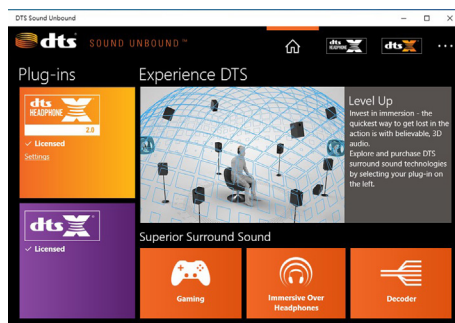 DTS Sound Unbound
dts SOUND UNBOUND™
dts HEADPHONE X
dts X
Plug-ins
dts
HEADPHONE X
2.0
✓ Licensed
Settings
dts X
✓ Licensed
Experience DTS
Level Up
Invest in immersion - the
quickest way to get lost in the
action is with believable, 3D
audio.
Explore and purchase DTS
surround sound technologies
by selecting your plug-in on
the left.
Superior Surround Sound
Gaming
Immersive Over
Headphones
Decoder